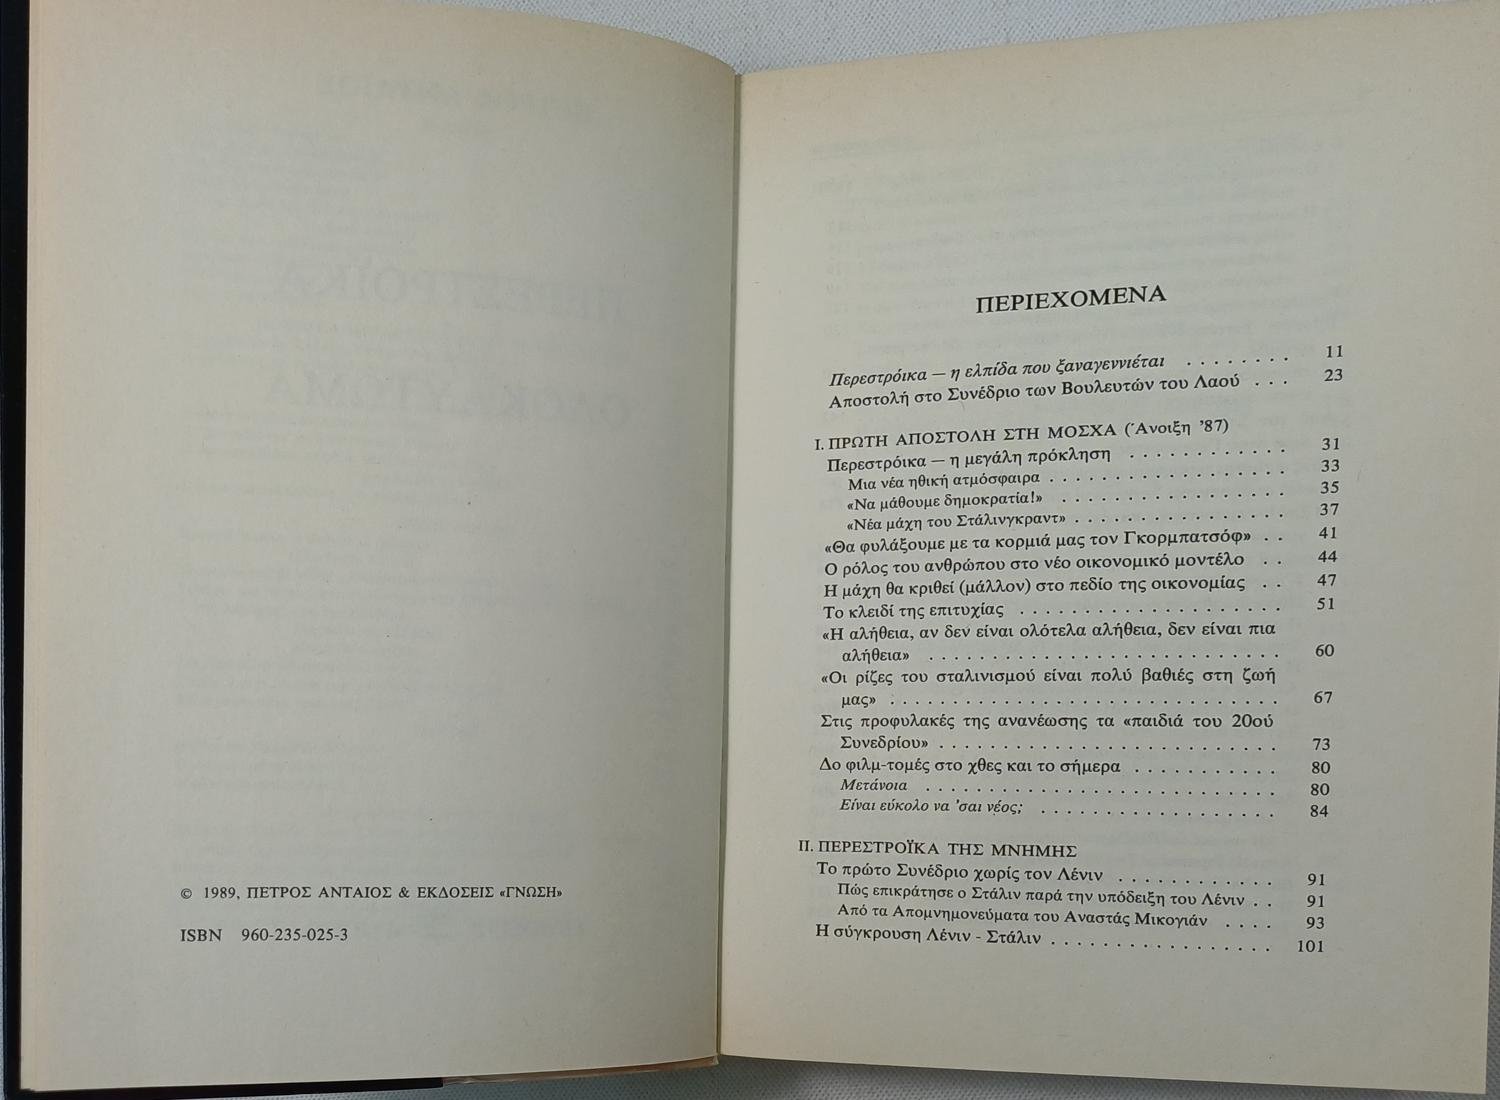 © 1989, ΠΕΤΡΟΣ ΑΝΤΑΙΟΣ & ΕΚΔΟΣΕΙΣ «ΓΝΩΣΗ»
ISBN 960-235-025-3
ΠΕΡΙΕΧΟΜΕΝΑ
Περεστρόικα — η ελπίδα που ξαναγεννιέται . . . . . . . . 11
Αποστολή στο Συνέδριο των Βουλευτών του Λαού . . . 23
I. ΠΡΩΤΗ ΑΠΟΣΤΟΛΗ ΣΤΗ ΜΟΣΧΑ (Άνοιξη '87)
Περεστρόικα — η μεγάλη πρόκληση . . . . . . . . . . . . 31
Μια νέα ηθική ατμόσφαιρα . . . . . . . . . . . . . . . . . 33
«Να μάθουμε δημοκρατία!» . . . . . . . . . . . . . . . . . 35
«Νέα μάχη του Στάλινγκραντ» . . . . . . . . . . . . . . . 37
«Θα φυλάξουμε με τα κορμιά μας τον Γκορμπατσόφ» . . 41
Ο ρόλος του ανθρώπου στο νέο οικονομικό μοντέλο . . 44
Η μάχη θα κριθεί (μάλλον) στο πεδίο της οικονομίας . . 47
Το κλειδί της επιτυχίας . . . . . . . . . . . . . . . . . . . . 51
«Η αλήθεια, αν δεν είναι ολότελα αλήθεια, δεν είναι πια
αλήθεια» . . . . . . . . . . . . . . . . . . . . . . . . . . . 60
«Οι ρίζες του σταλινισμού είναι πολύ βαθιές στη ζωή
μας» . . . . . . . . . . . . . . . . . . . . . . . . . . . . . . 67
Στις προφυλακές της ανανέωσης τα «παιδιά του 20ού
Συνεδρίου» . . . . . . . . . . . . . . . . . . . . . . . . . . 73
Δο φιλμ-τομές στο χθες και το σήμερα . . . . . . . . . . . 80
Μετάνοια . . . . . . . . . . . . . . . . . . . . . . . . . . . 80
Είναι εύκολο να 'σαι νέος; . . . . . . . . . . . . . . . . . . 84
II. ΠΕΡΕΣΤΡΟΪΚΑ ΤΗΣ ΜΝΗΜΗΣ
Το πρώτο Συνέδριο χωρίς τον Λένιν . . . . . . . . . . . . 91
Πώς επικράτησε ο Στάλιν παρά την υπόδειξη του Λένιν . . 91
Από τα Απομνημονεύματα του Αναστάς Μικογιάν . . . . 93
Η σύγκρουση Λένιν - Στάλιν . . . . . . . . . . . . . . . . . 101